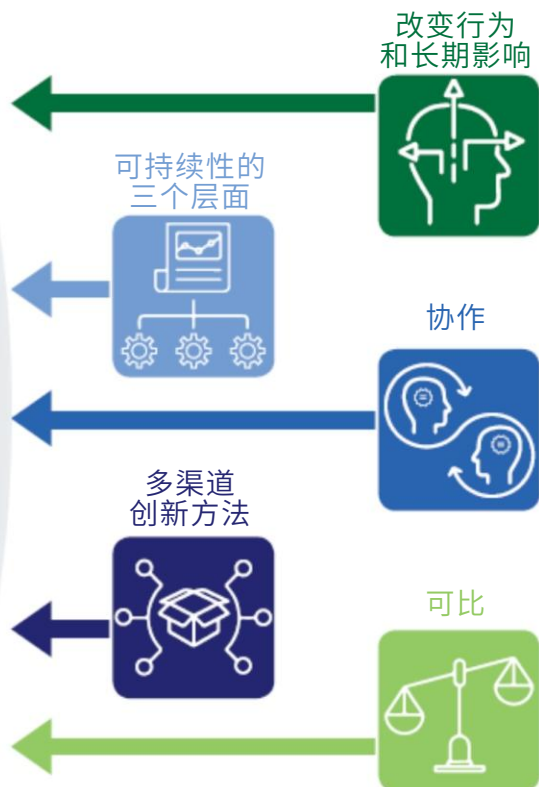 改变行为
和长期影响
可持续性的
三个层面
协作
多渠道
创新方法
可比